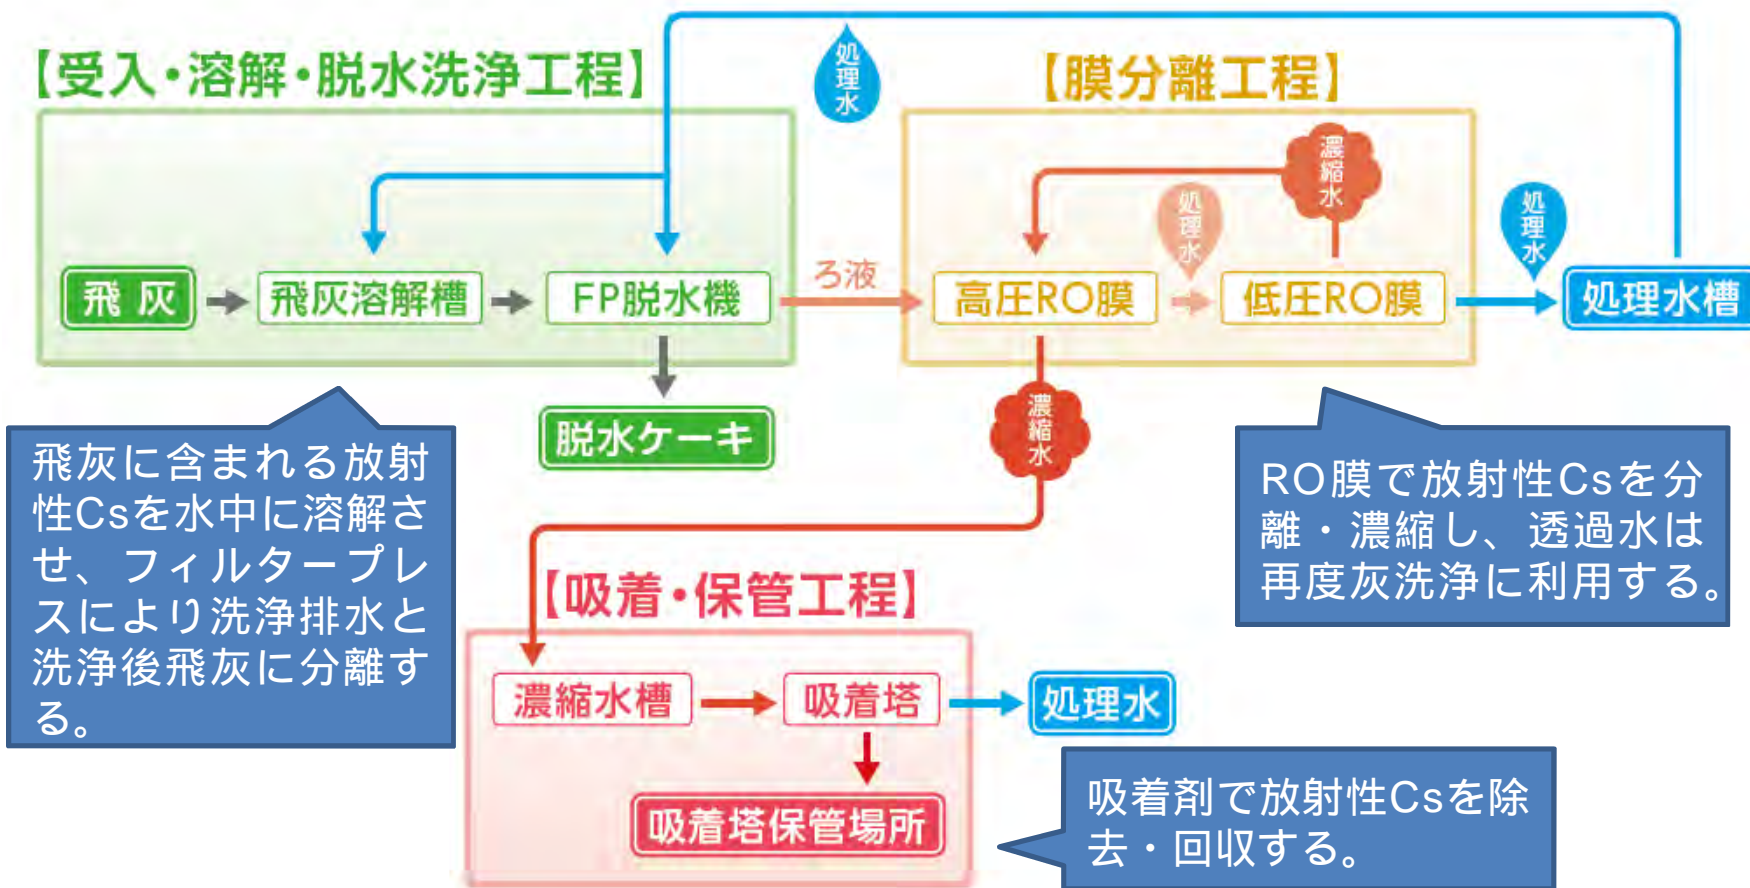 処理水
【受入・溶解・脱水洗浄工程】
【膜分離工程】
濃縮水
処理水
処理水
飛灰
飛灰溶解槽
FP脱水機
ろ液
高圧RO膜
低圧RO膜
処理水槽
脱水ケーキ
濃縮水
飛灰に含まれる放射
性Csを水中に溶解さ
せ、フィルタープレ
スにより洗浄排水と
洗浄後飛灰に分離す
る。
RO膜で放射性Csを分
離・濃縮し、透過水は
再度灰洗浄に利用する。
【吸着・保管工程】
濃縮水槽
吸着塔
処理水
吸着塔保管場所
吸着剤で放射性Csを除
去・回収する。